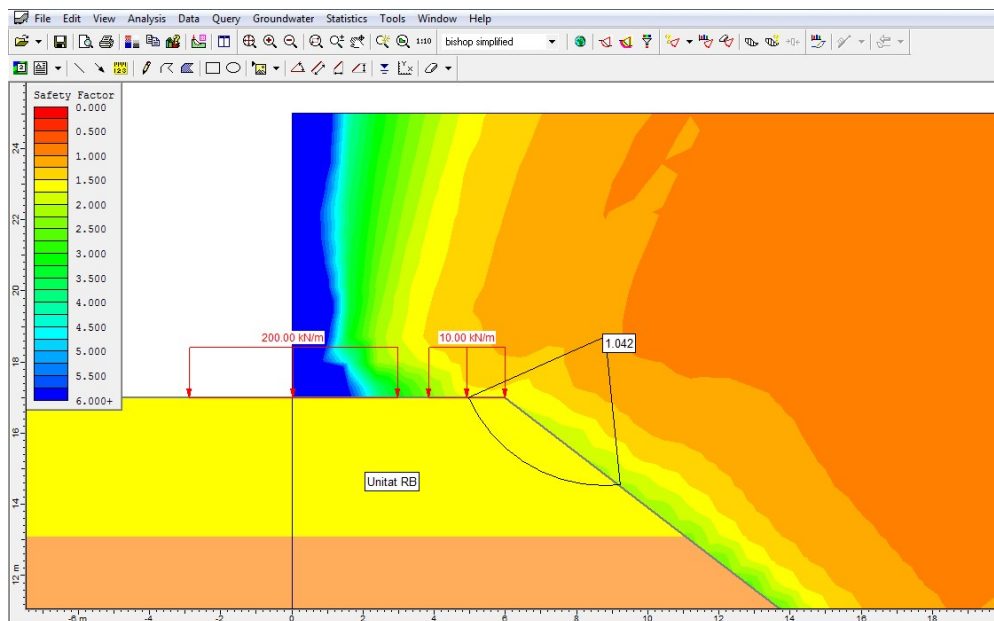 File Edit View Analysis Data Query Groundwater Statistics Tools Window Help
1:10 bishop simplified
Safety Factor
0.000
0.500
1.000
1.500
2.000
2.500
3.000
3.500
4.000
4.500
5.000
5.500
6.000+
200.00 kN/m
10.00 kN/m
1.042
Unitat RB
24
22
20
18
16
14
12 m
-6 m -4 -2 0 2 4 6 8 10 12 14 16 18